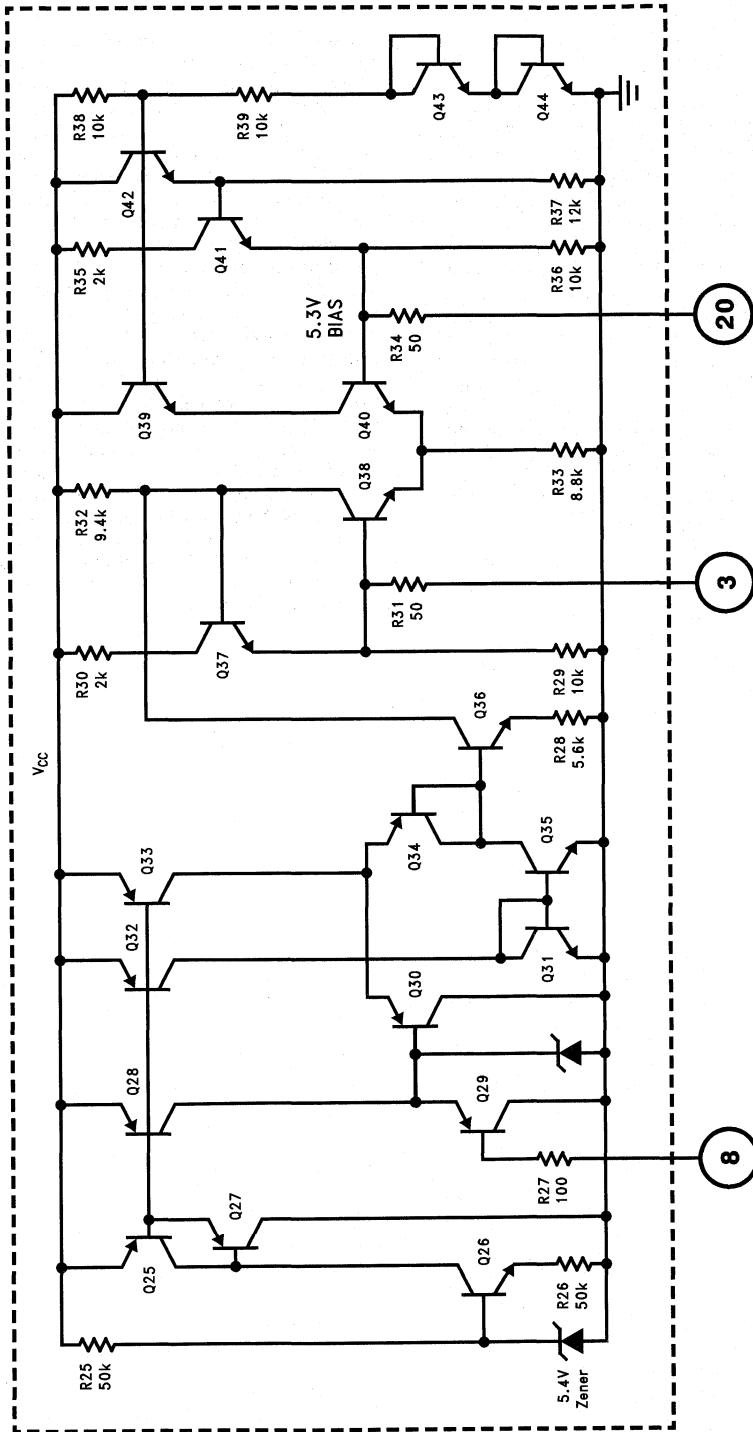 VCC
R38
10k
R39
10k
Q43
Q44
Q42
R37
12k
R35
2k
Q41
R36
10k
5.3V
BIAS
R34
50
20
Q39
Q40
R32
9.4k
Q38
R33
8.8k
R31
50
3
R30
2k
Q37
R29
10k
Q36
R28
5.6k
Q33
Q34
Q35
Q32
Q31
Q30
Q28
Q29
R27
100
8
Q27
Q25
Q26
R26
50k
R25
50k
5.4V
Zener